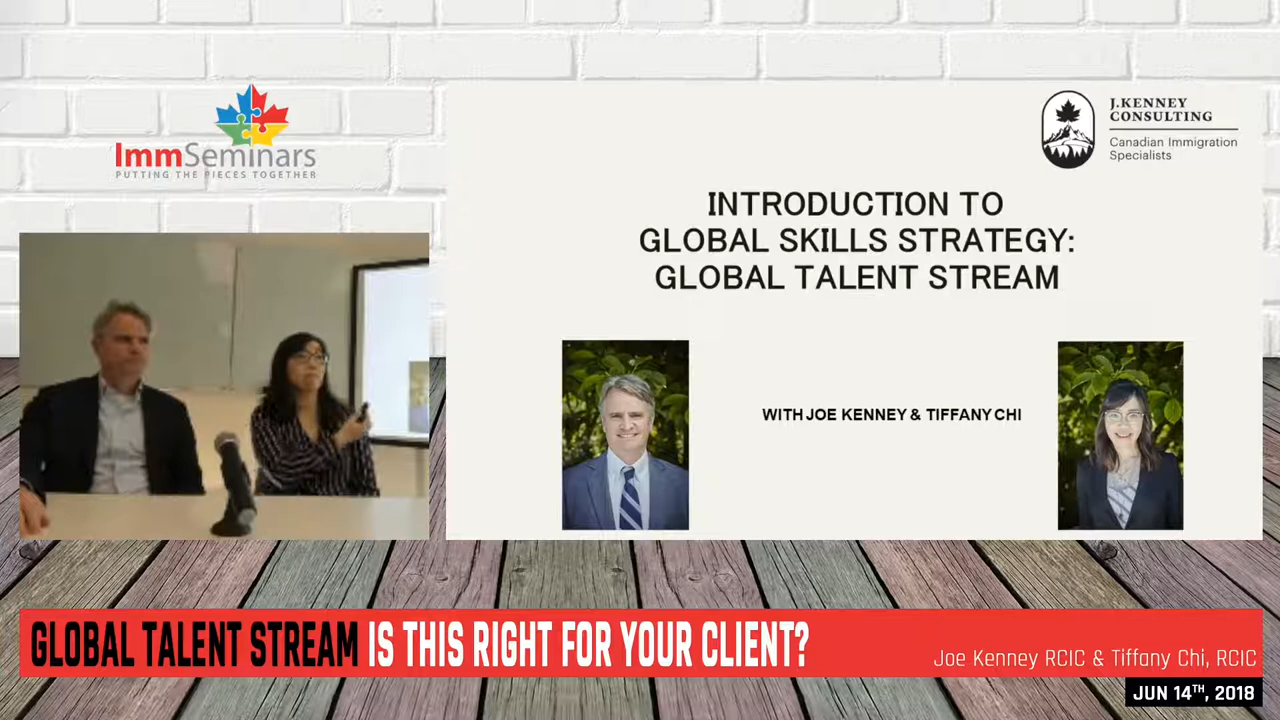 ImmSeminars
PUTTING THE PIECES TOGETHER
J.KENNEY
CONSULTING
Canadian Immigration
Specialists
INTRODUCTION TO
GLOBAL SKILLS STRATEGY:
GLOBAL TALENT STREAM
WITH JOE KENNEY & TIFFANY CHI
GLOBAL TALENT STREAM IS THIS RIGHT FOR YOUR CLIENT?
Joe Kenney RCIC & Tiffany Chi, RCIC
JUN 14TH, 2018